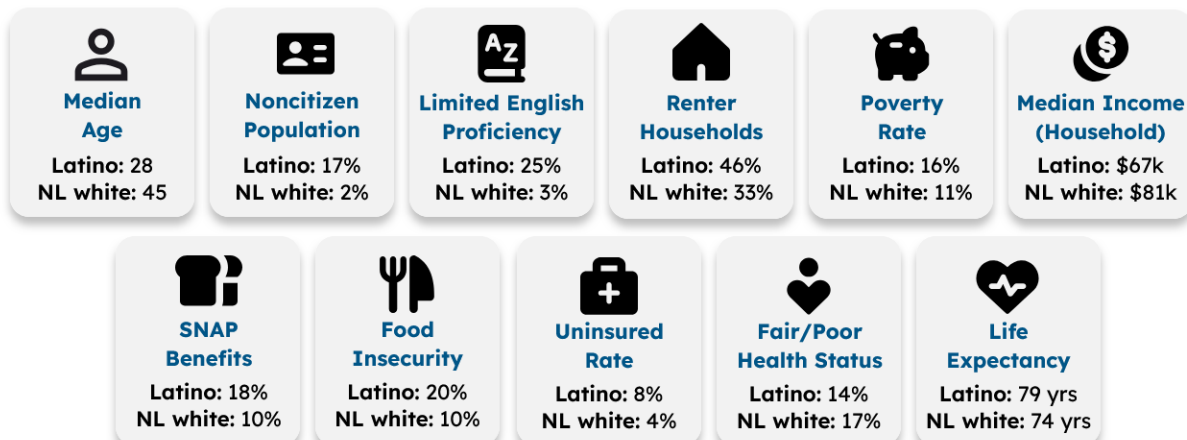 A Z
$
Median
Age
Latino: 28
NL white: 45
Noncitizen
Population
Latino: 17%
NL white: 2%
Limited English
Proficiency
Latino: 25%
NL white: 3%
Renter
Households
Latino: 46%
NL white: 33%
Poverty
Rate
Latino: 16%
NL white: 11%
Median Income
(Household)
Latino: $67k
NL white: $81k
SNAP
Benefits
Latino: 18%
NL white: 10%
Food
Insecurity
Latino: 20%
NL white: 10%
Uninsured
Rate
Latino: 8%
NL white: 4%
Fair/Poor
Health Status
Latino: 14%
NL white: 17%
Life
Expectancy
Latino: 79 yrs
NL white: 74 yrs